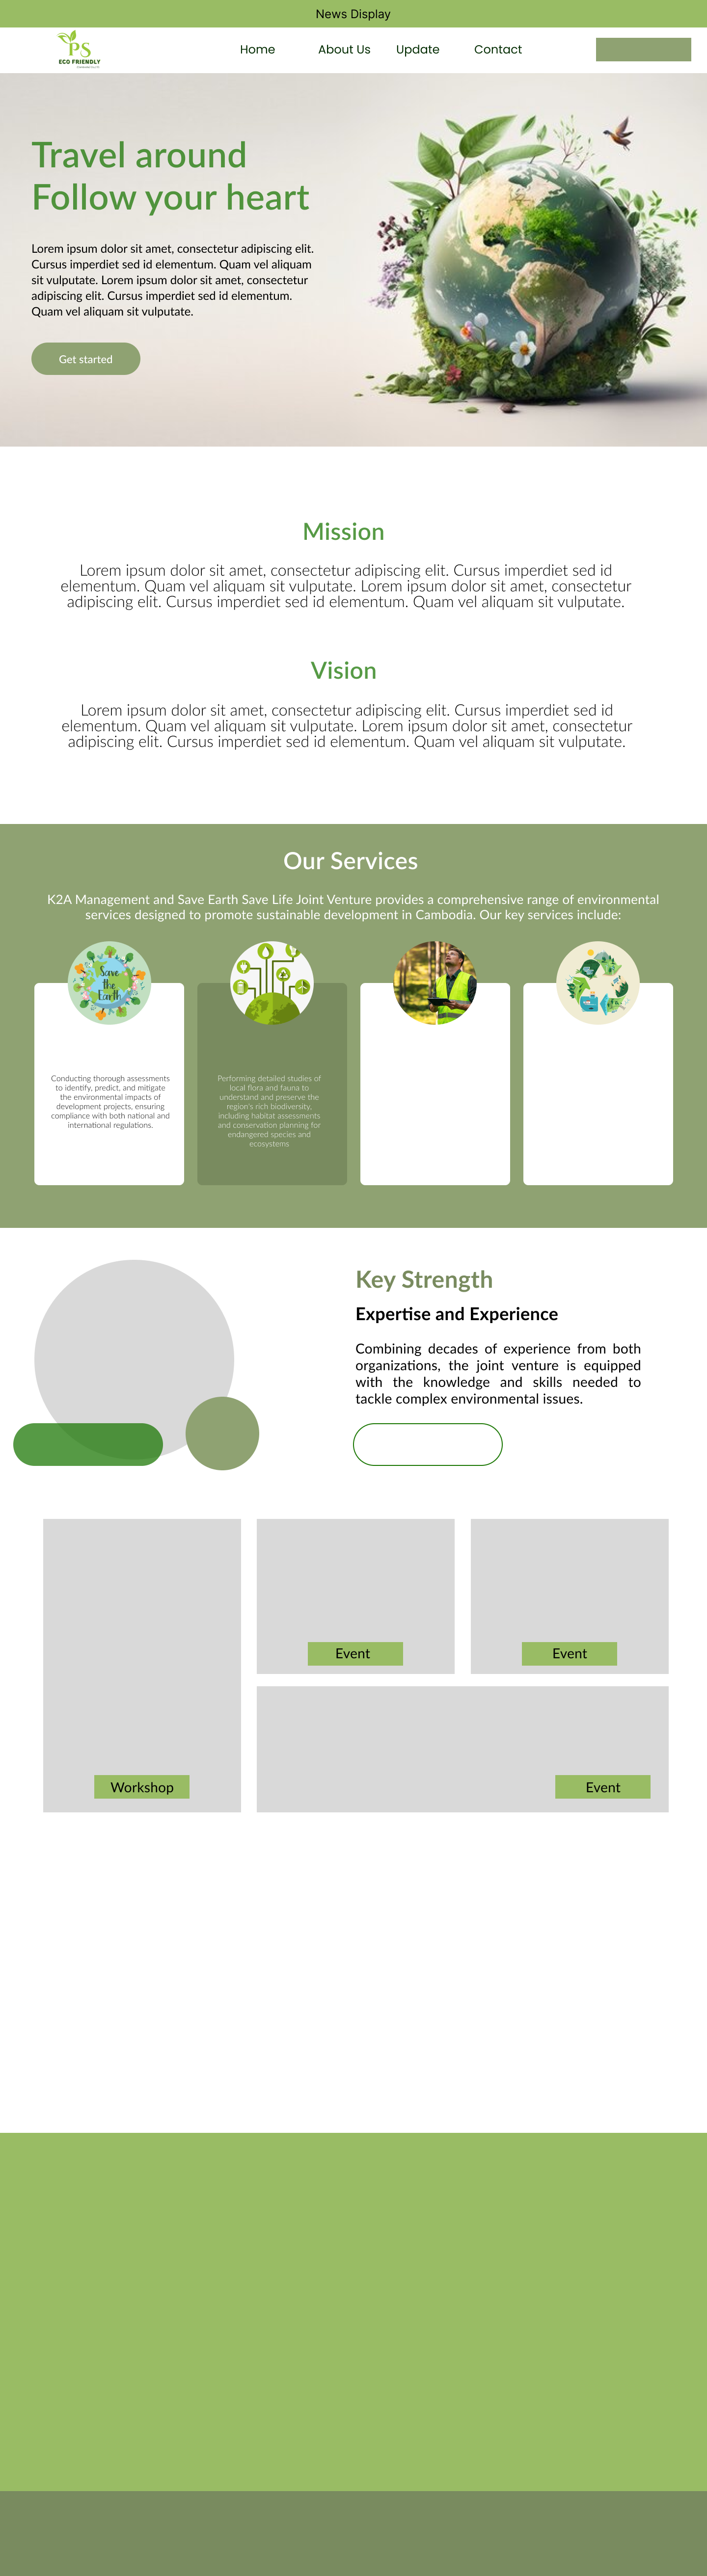 News Display
PS
ECO FRIENDLY
Home
About Us
Update
Contact
Travel around
Follow your heart
Lorem ipsum dolor sit amet, consectetur adipiscing elit.
Cursus imperdiet sed id elementum. Quam vel aliquam
sit vulputate. Lorem ipsum dolor sit amet, consectetur
adipiscing elit. Cursus imperdiet sed id elementum.
Quam vel aliquam sit vulputate.
Get started
Mission
Lorem ipsum dolor sit amet, consectetur adipiscing elit. Cursus imperdiet sed id
elementum. Quam vel aliquam sit vulputate. Lorem ipsum dolor sit amet, consectetur
adipiscing elit. Cursus imperdiet sed id elementum. Quam vel aliquam sit vulputate.
Vision
Lorem ipsum dolor sit amet, consectetur adipiscing elit. Cursus imperdiet sed id
elementum. Quam vel aliquam sit vulputate. Lorem ipsum dolor sit amet, consectetur
adipiscing elit. Cursus imperdiet sed id elementum. Quam vel aliquam sit vulputate.
Our Services
K2A Management and Save Earth Save Life Joint Venture provides a comprehensive range of environmental
services designed to promote sustainable development in Cambodia. Our key services include:
Save
the
Earth
Conducting thorough assessments
to identify, predict, and mitigate
the environmental impacts of
development projects, ensuring
compliance with both national and
international regulations.
Performing detailed studies of
local flora and fauna to
understand and preserve the
region's rich biodiversity,
including habitat assessments
and conservation planning for
endangered species and
ecosystems
Key Strength
Expertise and Experience
Combining decades of experience from both
organizations, the joint venture is equipped
with the knowledge and skills needed to
tackle complex environmental issues.
Event
Event
Workshop
Event